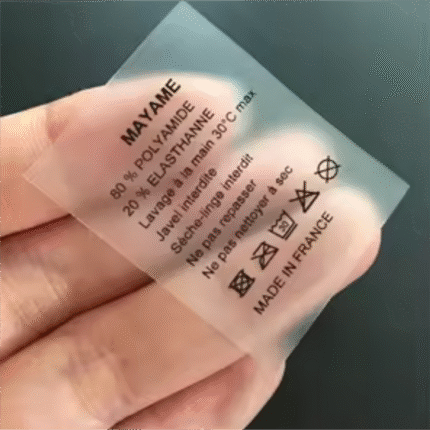 MAYAME
80 % POLYAMIDE
20 % ELASTHANNE
Lavage à la main 30°C max
Javel interdite
Sèche-linge interdit
Ne pas repasser
Ne pas nettoyer à sec
30
MADE IN FRANCE